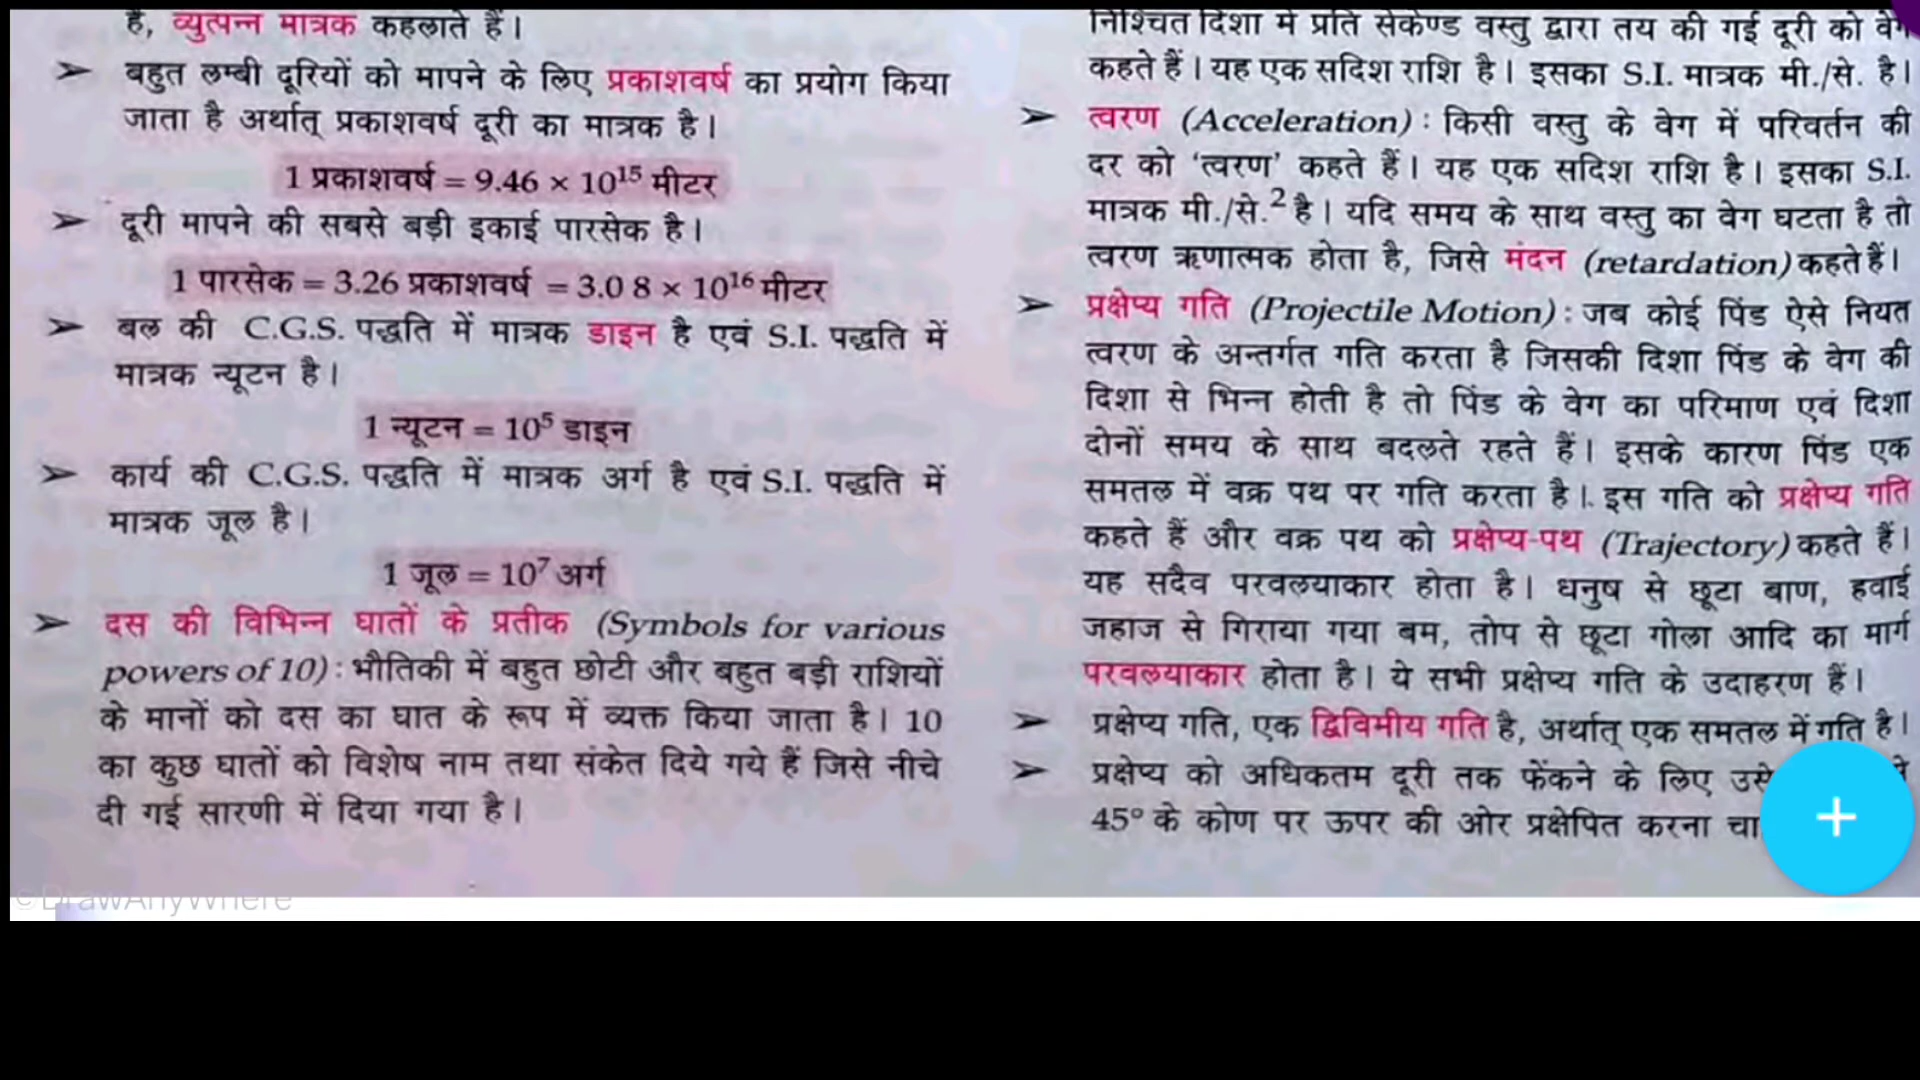 है, व्युत्पन्न मात्रक कहलाते हैं।
➢ बहुत लम्बी दूरियों को मापने के लिए प्रकाशवर्ष का प्रयोग किया
जाता है अर्थात् प्रकाशवर्ष दूरी का मात्रक है।
1 प्रकाशवर्ष = 9.46 × 10¹⁵ मीटर
➢ दूरी मापने की सबसे बड़ी इकाई पारसेक है।
1 पारसेक = 3.26 प्रकाशवर्ष = 3.0 8 × 10¹⁶ मीटर
➢ बल की C.G.S. पद्धति में मात्रक डाइन है एवं S.I. पद्धति में
मात्रक न्यूटन है।
1 न्यूटन = 10⁵ डाइन
➢ कार्य की C.G.S. पद्धति में मात्रक अर्ग है एवं S.I. पद्धति में
मात्रक जूल है।
1 जूल = 10⁷ अर्ग
➢ दस की विभिन्न घातों के प्रतीक (Symbols for various
powers of 10) : भौतिकी में बहुत छोटी और बहुत बड़ी राशियों
के मानों को दस का घात के रूप में व्यक्त किया जाता है। 10
का कुछ घातों को विशेष नाम तथा संकेत दिये गये हैं जिसे नीचे
दी गई सारणी में दिया गया है।
©DrawAnyWhere
निश्चित दिशा में प्रति सेकेण्ड वस्तु द्वारा तय की गई दूरी को वेग
कहते हैं। यह एक सदिश राशि है। इसका S.I. मात्रक मी./से. है।
➢ त्वरण (Acceleration) : किसी वस्तु के वेग में परिवर्तन की
दर को ‘त्वरण’ कहते हैं। यह एक सदिश राशि है। इसका S.I.
मात्रक मी./से.² है। यदि समय के साथ वस्तु का वेग घटता है तो
त्वरण ऋणात्मक होता है, जिसे मंदन (retardation) कहते हैं।
➢ प्रक्षेप्य गति (Projectile Motion) : जब कोई पिंड ऐसे नियत
त्वरण के अन्तर्गत गति करता है जिसकी दिशा पिंड के वेग की
दिशा से भिन्न होती है तो पिंड के वेग का परिमाण एवं दिशा
दोनों समय के साथ बदलते रहते हैं। इसके कारण पिंड एक
समतल में वक्र पथ पर गति करता है। इस गति को प्रक्षेप्य गति
कहते हैं और वक्र पथ को प्रक्षेप्य-पथ (Trajectory) कहते हैं।
यह सदैव परवलयाकार होता है। धनुष से छूटा बाण, हवाई
जहाज से गिराया गया बम, तोप से छूटा गोला आदि का मार्ग
परवलयाकार होता है। ये सभी प्रक्षेप्य गति के उदाहरण हैं।
➢ प्रक्षेप्य गति, एक द्विविमीय गति है, अर्थात् एक समतल में गति है।
➢ प्रक्षेप्य को अधिकतम दूरी तक फेंकने के लिए उसे
45° के कोण पर ऊपर की ओर प्रक्षेपित करना